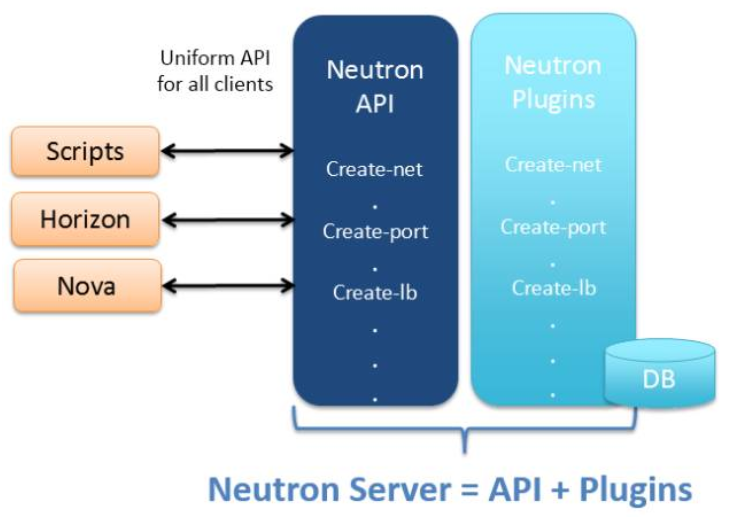 Uniform API
for all clients
Scripts
Horizon
Nova
Neutron
API
Create-net
.
Create-port
.
Create-lb
.
.
.
Neutron
Plugins
Create-net
.
Create-port
.
Create-lb
.
.
.
DB
Neutron Server = API + Plugins